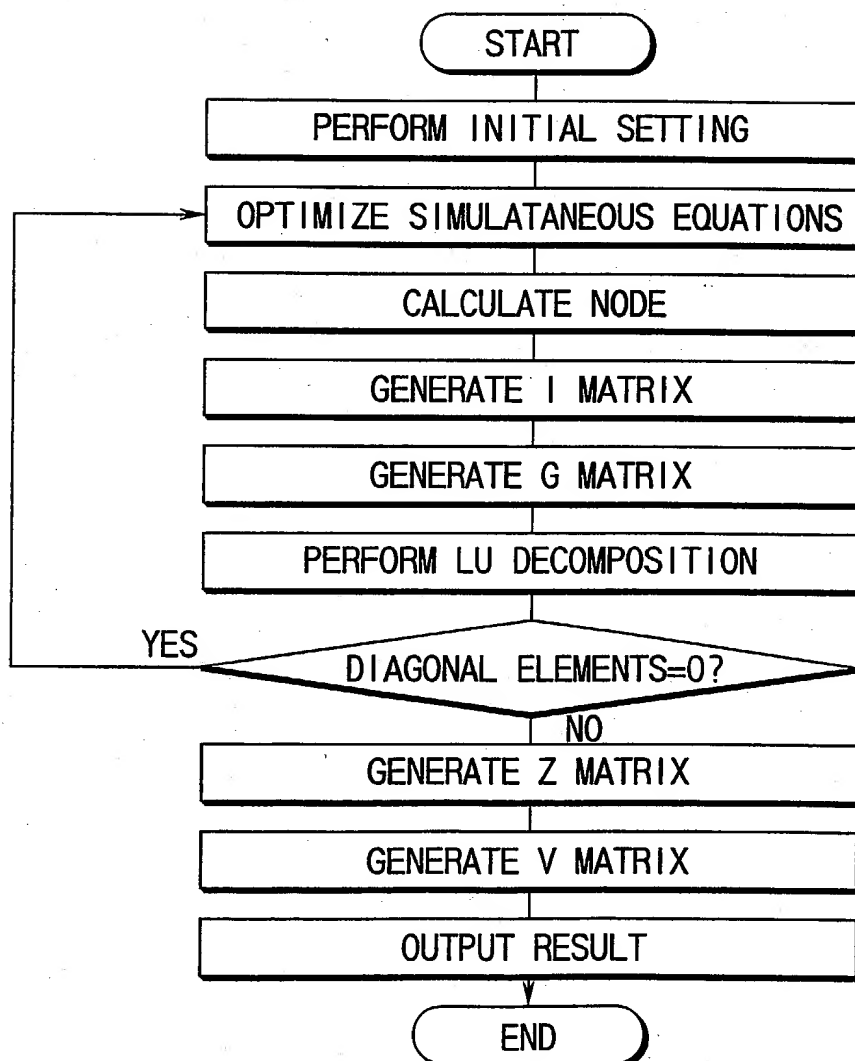 START
PERFORM INITIAL SETTING
OPTIMIZE SIMULATANEOUS EQUATIONS
CALCULATE NODE
GENERATE I MATRIX
GENERATE G MATRIX
PERFORM LU DECOMPOSITION
YES
DIAGONAL ELEMENTS=0?
NO
GENERATE Z MATRIX
GENERATE V MATRIX
OUTPUT RESULT
END